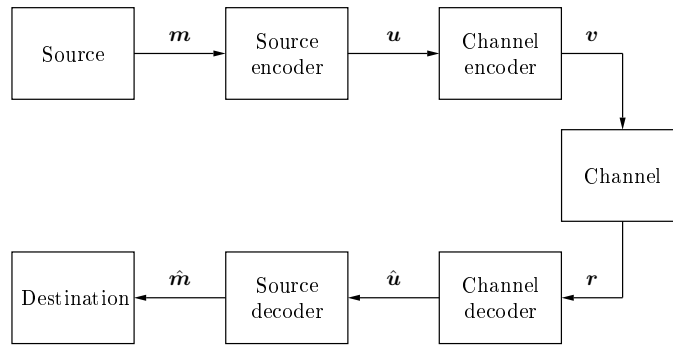 Source
m
Source
encoder
u
Channel
encoder
v
Channel
Destination
m̂
Source
decoder
û
Channel
decoder
r